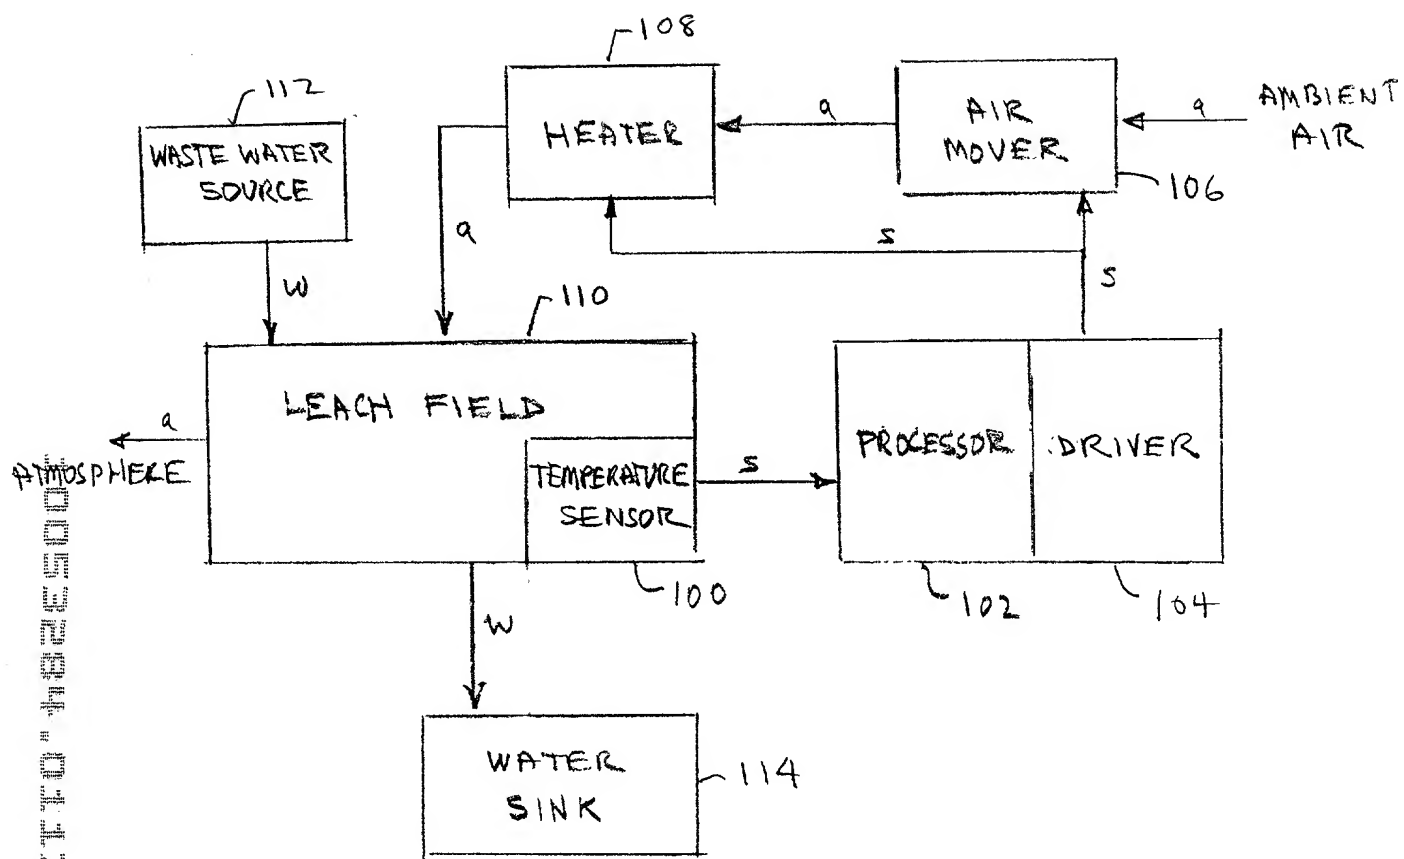 108
112
WASTE WATER
SOURCE
HEATER
a
AIR
MOVER
a
AMBIENT
AIR
106
a
s
s
w
110
LEACH FIELD
a
ATMOSPHERE
TEMPERATURE
SENSOR
s
PROCESSOR
DRIVER
100
102
104
w
WATER
SINK
114